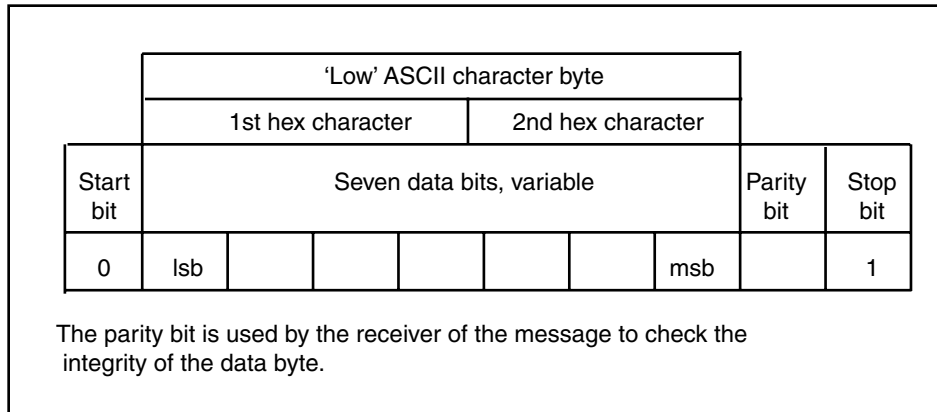 ‘Low’ ASCII character byte
1st hex character 2nd hex character
Start bit Seven data bits, variable Parity bit Stop bit
0 lsb msb 1
The parity bit is used by the receiver of the message to check the
integrity of the data byte.